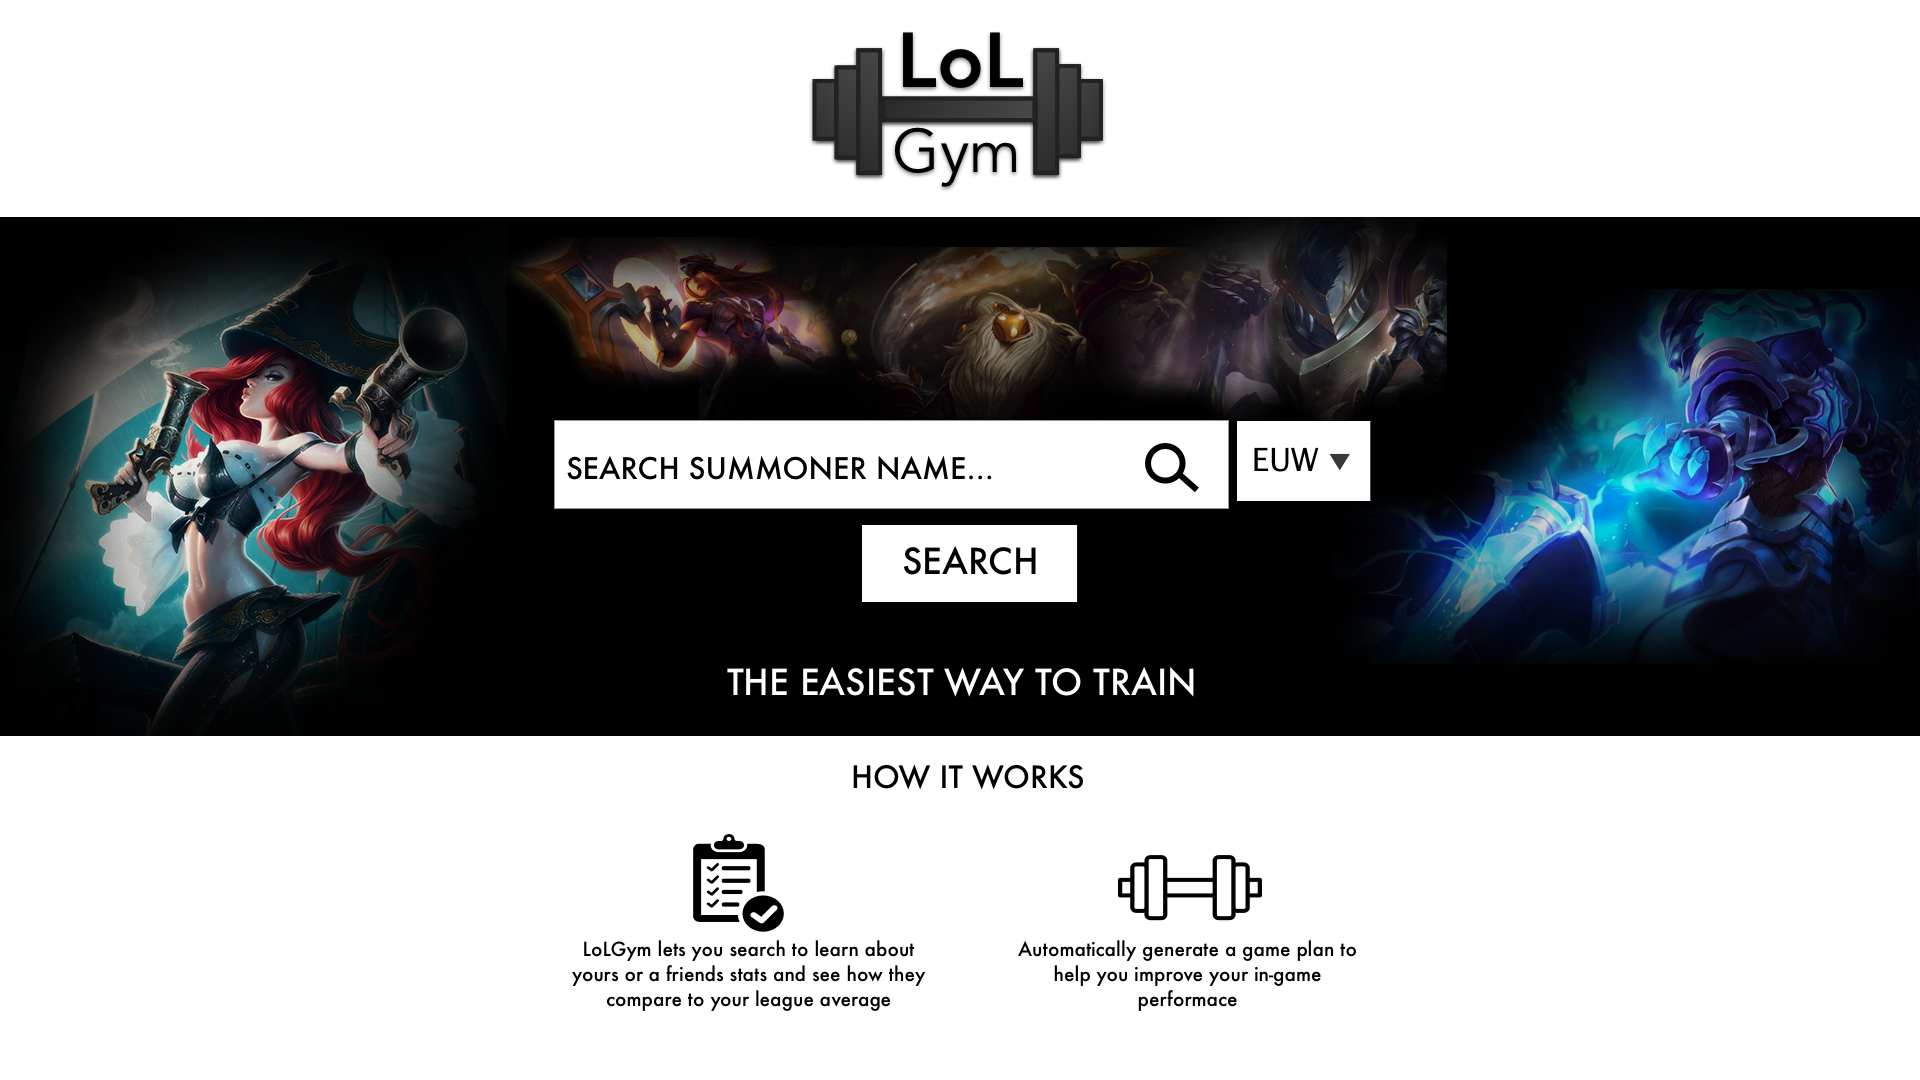 LoL
Gym
SEARCH SUMMONER NAME...
EUW
SEARCH
THE EASIEST WAY TO TRAIN
HOW IT WORKS
LoLGym lets you search to learn about
yours or a friends stats and see how they
compare to your league average
Automatically generate a game plan to
help you improve your in-game
performace